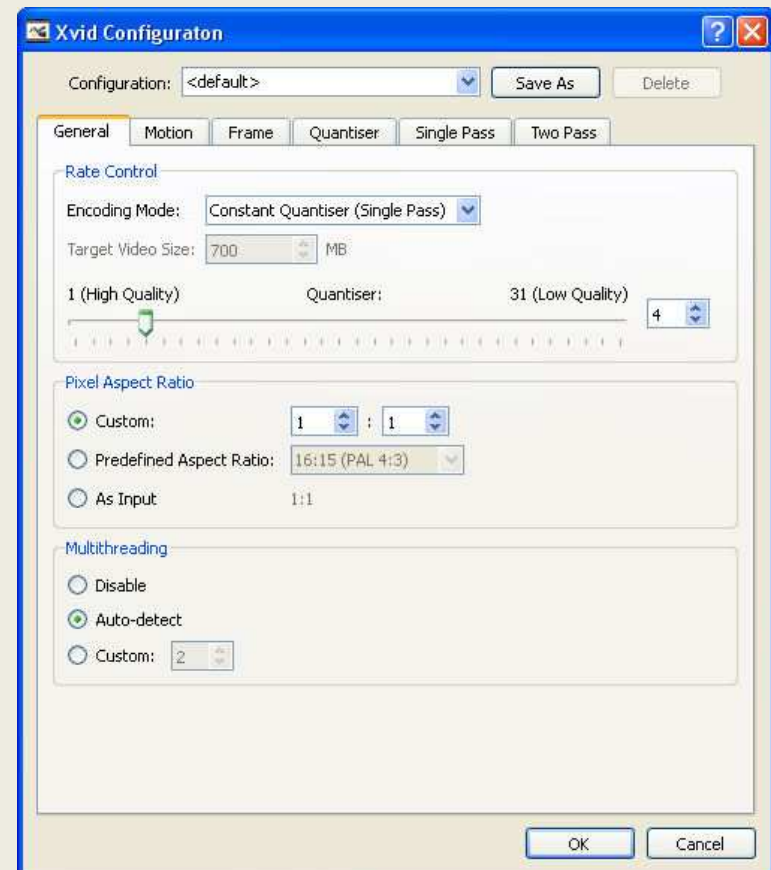 Xvid Configuraton
Configuration: <default> Save As Delete
General Motion Frame Quantiser Single Pass Two Pass
Rate Control
Encoding Mode: Constant Quantiser (Single Pass)
Target Video Size: 700 MB
1 (High Quality) Quantiser: 31 (Low Quality) 4
Pixel Aspect Ratio
Custom: 1 : 1
Predefined Aspect Ratio: 16:15 (PAL 4:3)
As Input 1:1
Multithreading
Disable
Auto-detect
Custom: 2
OK Cancel